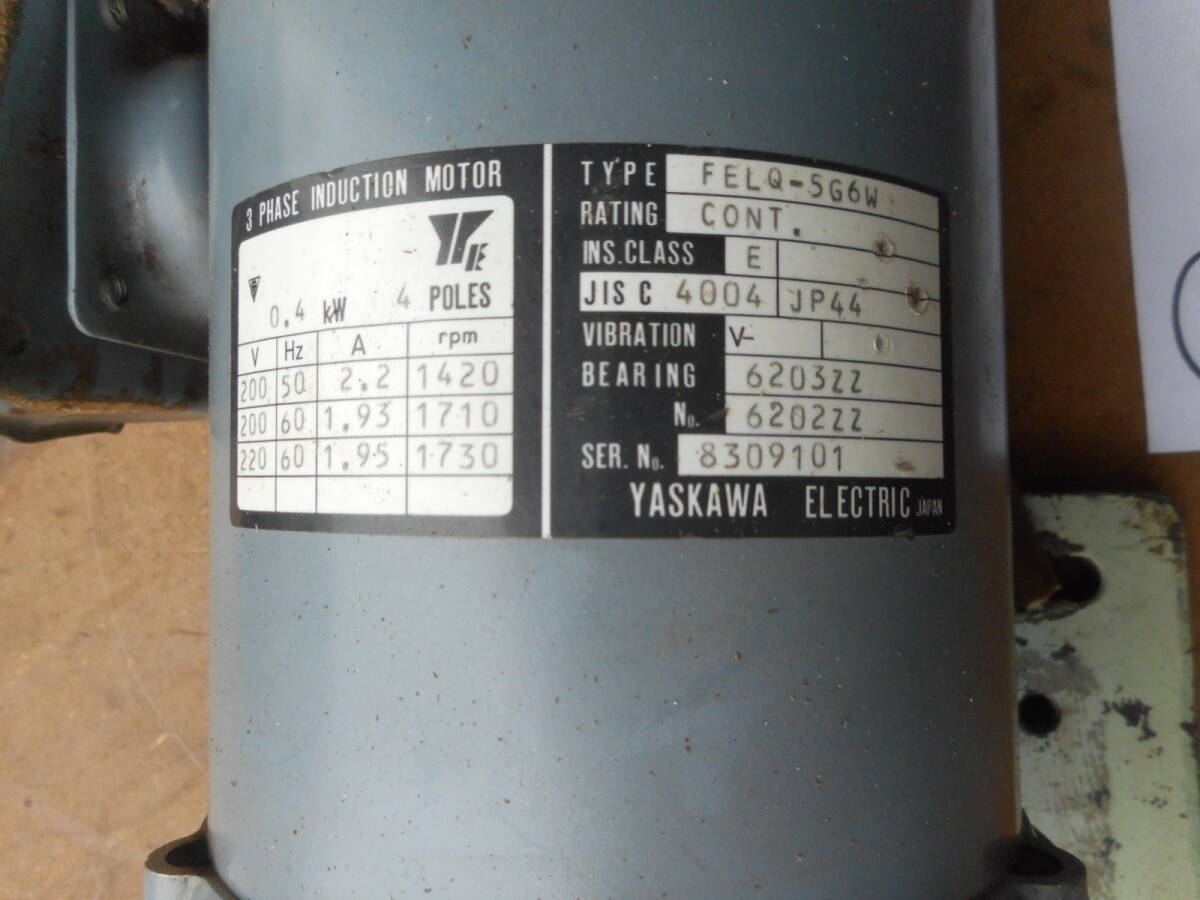 3 PHASE INDUCTION MOTOR
YE
0.4 kW 4 POLES
V Hz A rpm
200 50 2.2 1420
200 60 1.93 1710
220 60 1.95 1730
TYPE FELQ-5G6W
RATING CONT.
INS.CLASS E
JIS C 4004 JP44
VIBRATION V-
BEARING 6203ZZ
No. 6202ZZ
SER. No. 8309101
YASKAWA ELECTRIC JAPAN